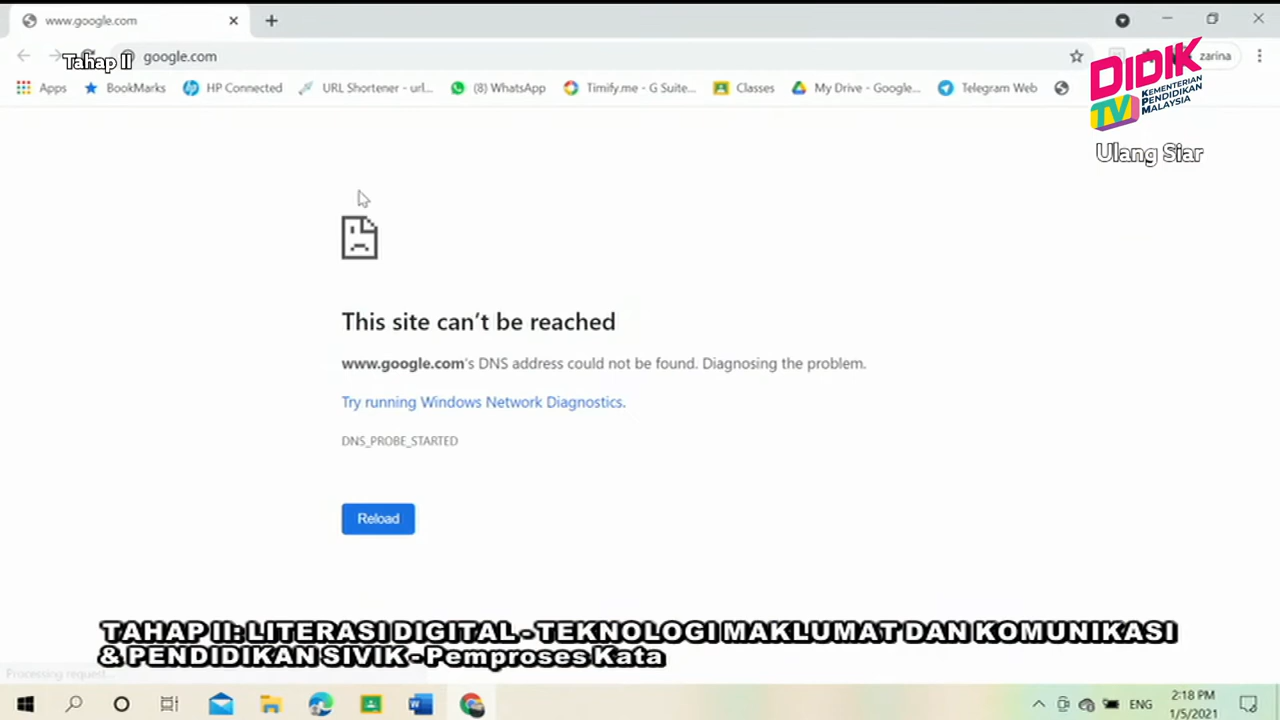 www.google.com
Tahap II
google.com
zarina
Apps
BookMarks
HP Connected
URL Shortener - url...
(8) WhatsApp
Timify.me - G Suite...
Classes
My Drive - Google...
Telegram Web
DIDIK
TV
KEMENTERIAN
PENDIDIKAN
MALAYSIA
Ulang Siar
This site can't be reached
www.google.com's DNS address could not be found. Diagnosing the problem.
Try running Windows Network Diagnostics.
DNS_PROBE_STARTED
Reload
TAHAP II: LITERASI DIGITAL - TEKNOLOGI MAKLUMAT DAN KOMUNIKASI
& PENDIDIKAN SIVIK - Pemproses Kata
Processing request...
ENG
2:18 PM
1/5/2021